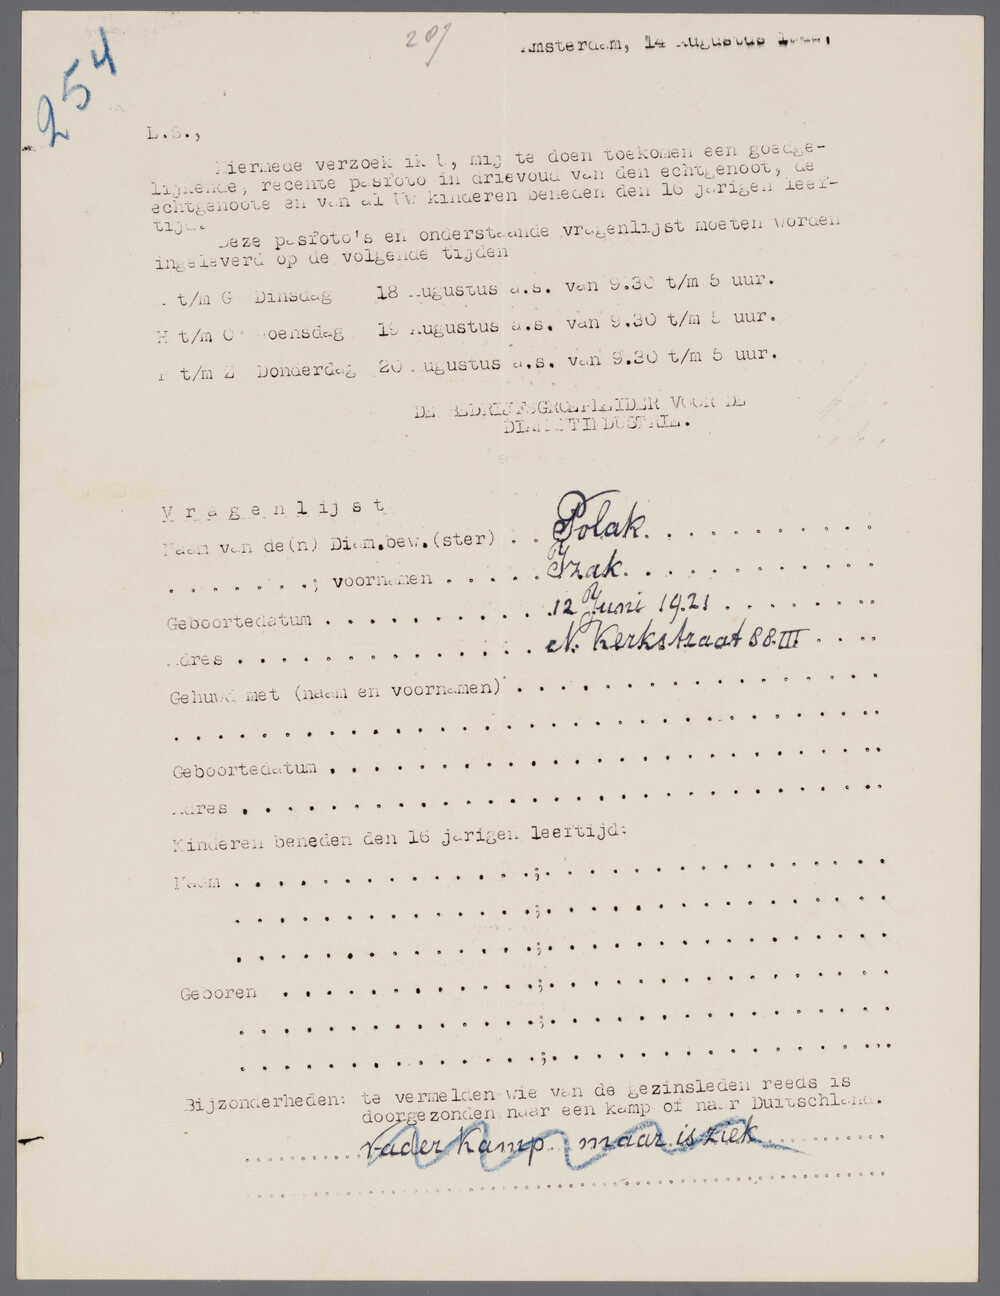 254
207
Amsterdam, 14 Augustus
L.S.,
Hiermede verzoek ik U, mij te doen toekomen een goedge-
lijkende, recente pasfoto in drievoud van den echtgenoot, de
echtgenoote en van al Uw kinderen beneden den 16 jarigen leef-
tijd.
Deze pasfoto's en onderstaande vragenlijst moeten worden
ingeleverd op de volgende tijden
A t/m G Dinsdag 18 Augustus a.s. van 9.30 t/m 5 uur.
H t/m O Woensdag 19 Augustus a.s. van 9.30 t/m 5 uur.
P t/m Z Donderdag 20 Augustus a.s. van 9.30 t/m 5 uur.
DE BEDRIJFSGROEPLEIDER VOOR DE
DIAMANTINDUSTRIE.
V r a g e n l i j s t
Naam van de(n) Diam.bew.(ster) . . Polak. . . . . . . . . .
. . . . . . .; voornamen . . . . . Izak. . . . . . . . . . .
Geboortedatum . . . . . . . . . . 12 Juni 1921 . . . . . . .
Adres . . . . . . . . . . . . . N. Kerkstraat 88 III . . . .
Gehuwd met (naam en voornamen) . . . . . . . . . . . . . .
. . . . . . . . . . . . . . . . . . . . . . . . . . . . . .
Geboortedatum . . . . . . . . . . . . . . . . . . . . . . .
Adres . . . . . . . . . . . . . . . . . . . . . . . . . . .
Kinderen beneden den 16 jarigen leeftijd:
Naam . . . . . . . . . . . . . .;. . . . . . . . . . . . . .
. . . . . . . . . . . . . .;. . . . . . . . . . . . . .
. . . . . . . . . . . . . .;. . . . . . . . . . . . . .
Geboren . . . . . . . . . . . .;. . . . . . . . . . . . . .
. . . . . . . . . . . . . .;. . . . . . . . . . . . . .
. . . . . . . . . . . . . .;. . . . . . . . . . . . . .
Bijzonderheden: te vermelden wie van de gezinsleden reeds is
doorgezonden naar een kamp of naar Duitschland.
Vader Kamp maar is ziek